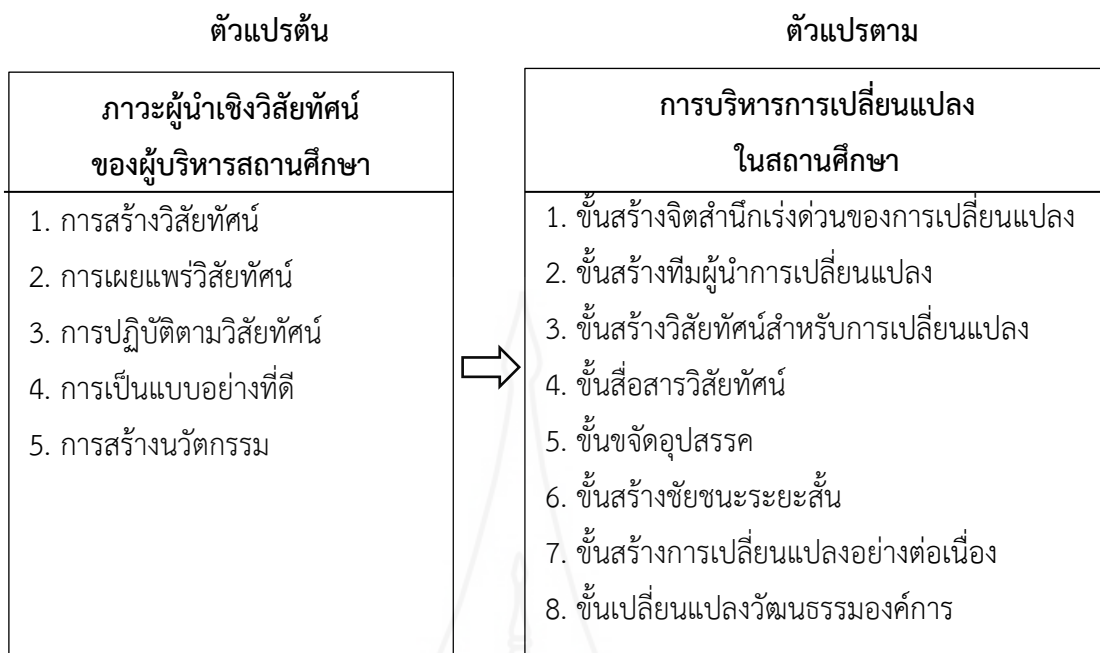 ตัวแปรต้น
ตัวแปรตาม
ภาวะผู้นำเชิงวิสัยทัศน์
ของผู้บริหารสถานศึกษา
1. การสร้างวิสัยทัศน์
2. การเผยแพร่วิสัยทัศน์
3. การปฏิบัติตามวิสัยทัศน์
4. การเป็นแบบอย่างที่ดี
5. การสร้างนวัตกรรม
การบริหารการเปลี่ยนแปลง
ในสถานศึกษา
1. ขั้นสร้างจิตสำนึกเร่งด่วนของการเปลี่ยนแปลง
2. ขั้นสร้างทีมผู้นำการเปลี่ยนแปลง
3. ขั้นสร้างวิสัยทัศน์สำหรับการเปลี่ยนแปลง
4. ขั้นสื่อสารวิสัยทัศน์
5. ขั้นขจัดอุปสรรค
6. ขั้นสร้างชัยชนะระยะสั้น
7. ขั้นสร้างการเปลี่ยนแปลงอย่างต่อเนื่อง
8. ขั้นเปลี่ยนแปลงวัฒนธรรมองค์การ